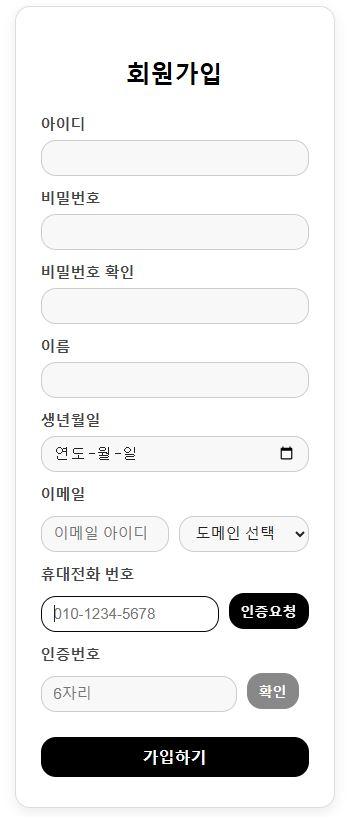 회원가입
아이디
비밀번호
비밀번호 확인
이름
생년월일
연도-월-일
이메일
이메일 아이디 도메인 선택
휴대전화 번호
010-1234-5678 인증요청
인증번호
6자리 확인
가입하기